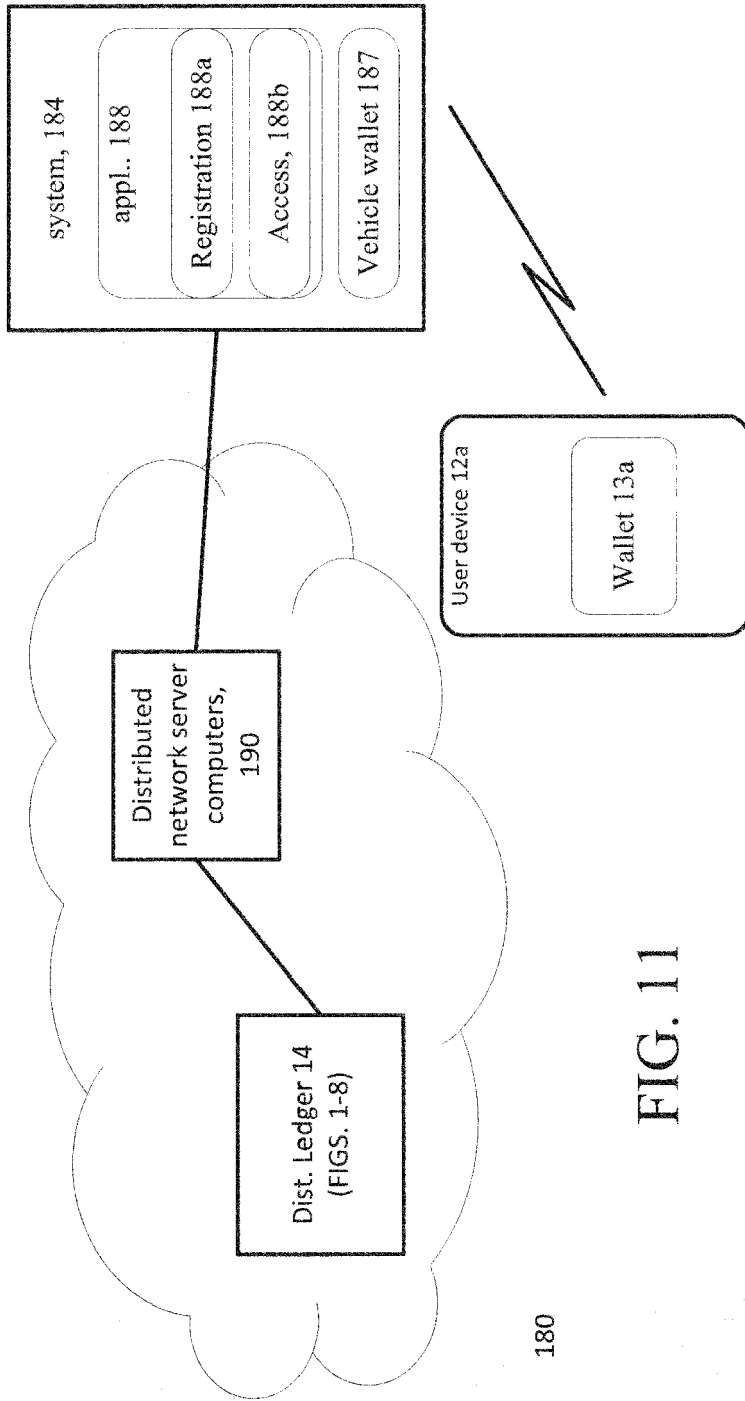 system, 184
appl.. 188
Registration 188a
Access, 188b
Vehicle wallet 187
Distributed
network server
computers,
190
Dist. Ledger 14
(FIGS. 1-8)
User device 12a
Wallet 13a
180
FIG. 11